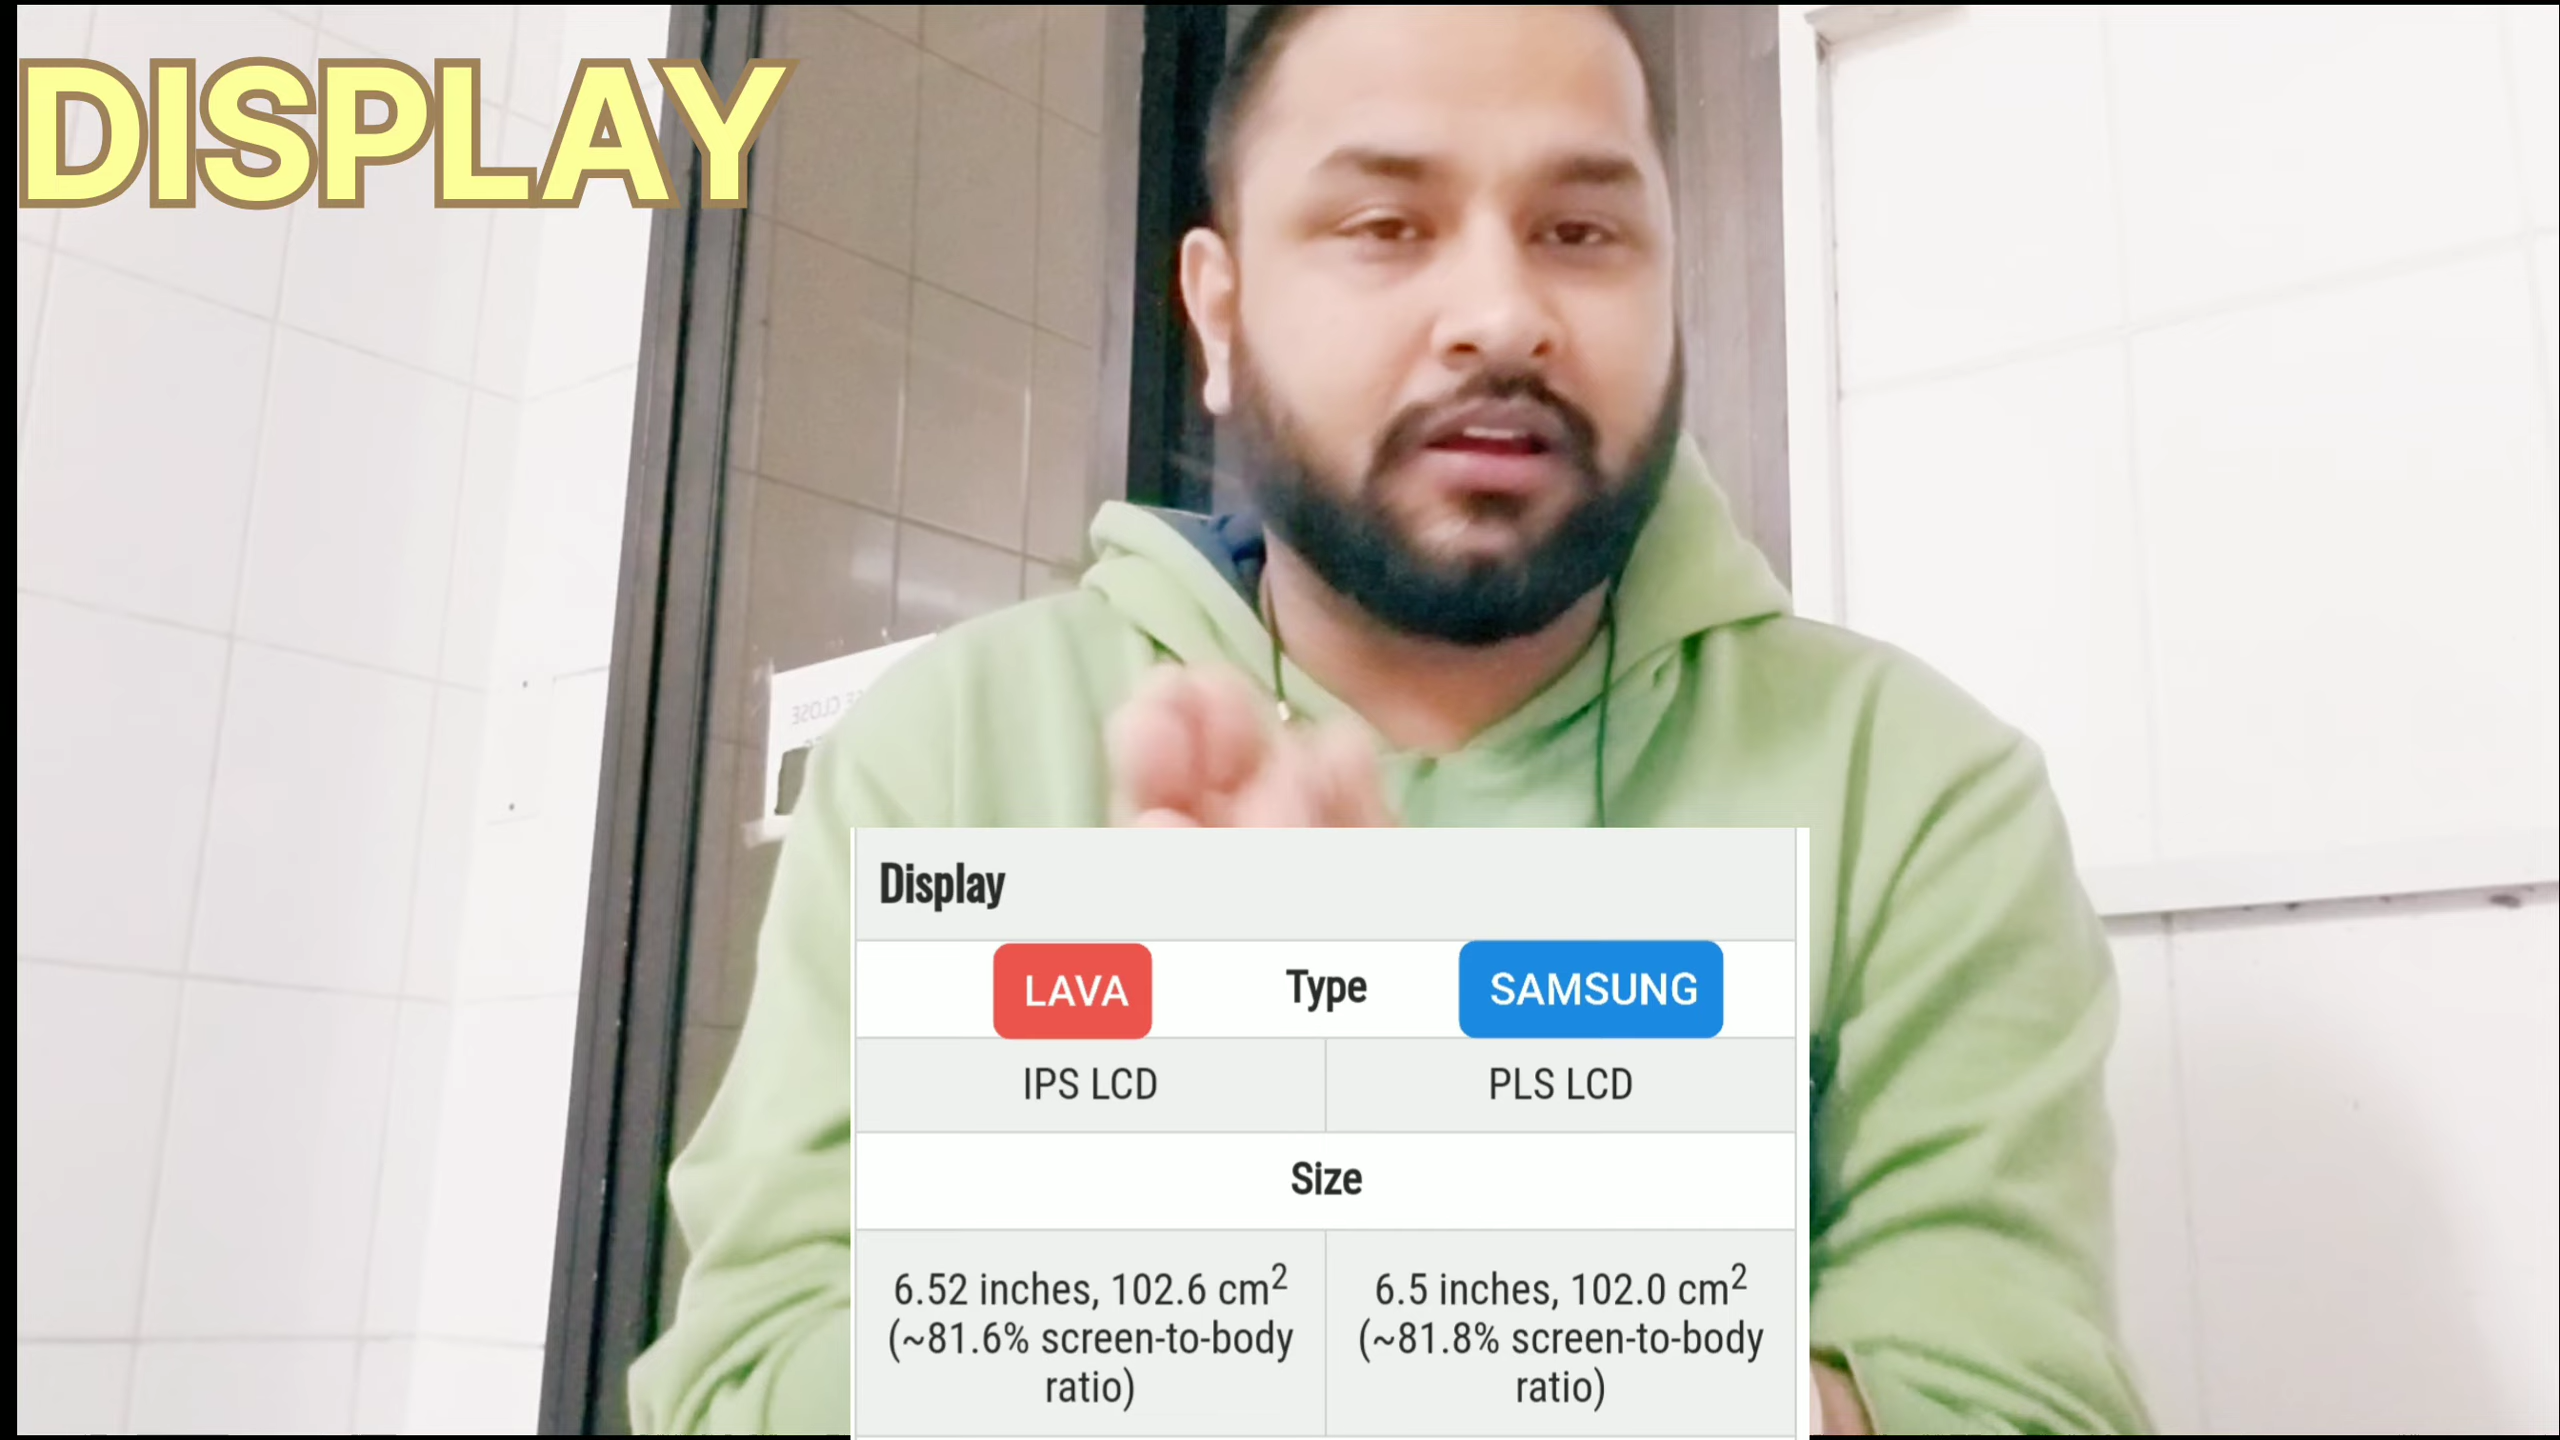 DISPLAY
Display
LAVA Type SAMSUNG
IPS LCD PLS LCD
Size
6.52 inches, 102.6 cm² 6.5 inches, 102.0 cm²
(~81.6% screen-to-body (~81.8% screen-to-body
ratio) ratio)
CLOSE